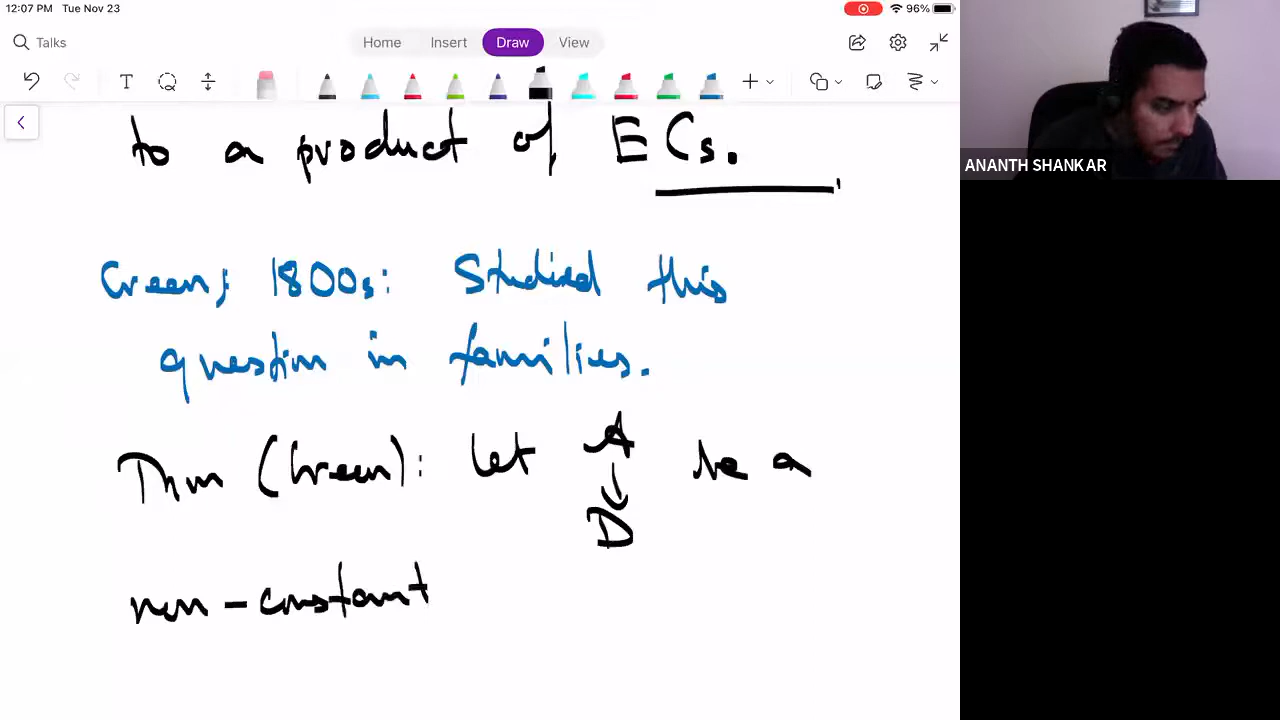 12:07 PM Tue Nov 23
96%
Talks
Home Insert Draw View
T
to a product of ECs.
ANANTH SHANKAR
Green, 1800s: Studied this
question in families.
Thm (Green): Let A be a
↓
D
non-constant